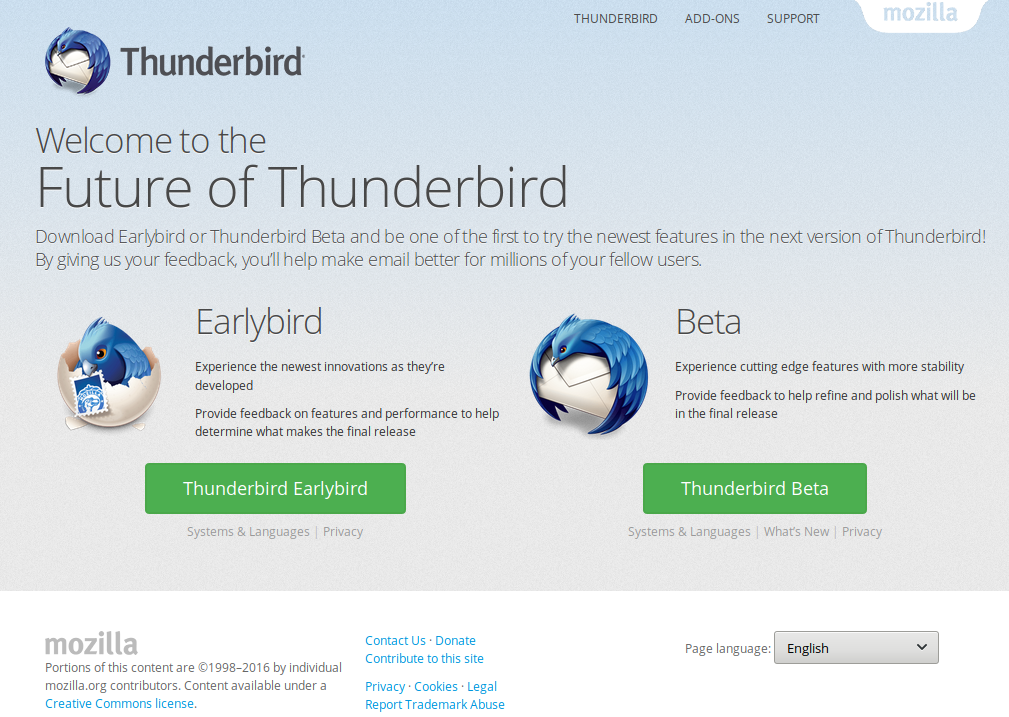 THUNDERBIRD ADD-ONS SUPPORT mozilla
Thunderbird
Welcome to the
Future of Thunderbird
Download Earlybird or Thunderbird Beta and be one of the first to try the newest features in the next version of Thunderbird!
By giving us your feedback, you’ll help make email better for millions of your fellow users.
Earlybird
Experience the newest innovations as they’re
developed
Provide feedback on features and performance to help
determine what makes the final release
Thunderbird Earlybird
Systems & Languages | Privacy
Beta
Experience cutting edge features with more stability
Provide feedback to help refine and polish what will be
in the final release
Thunderbird Beta
Systems & Languages | What’s New | Privacy
mozilla
Portions of this content are ©1998–2016 by individual
mozilla.org contributors. Content available under a
Creative Commons license.
Contact Us · Donate
Contribute to this site
Privacy · Cookies · Legal
Report Trademark Abuse
Page language: English